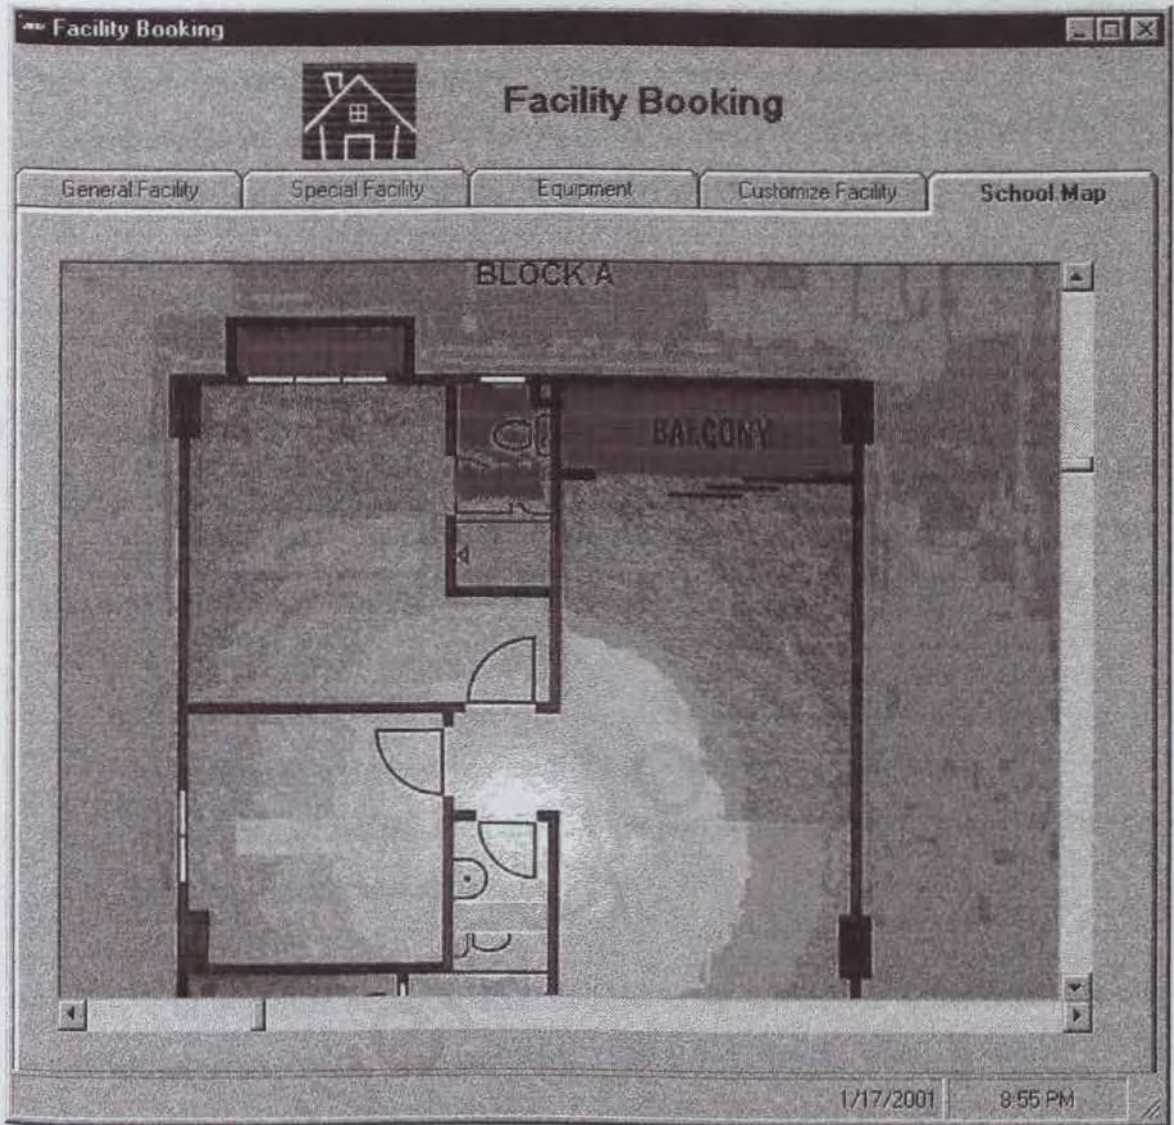 Facility Booking
Facility Booking
General Facility
Special Facility
Equipment
Customize Facility
School Map
BLOCK A
BALCONY
1/17/2001
8:55 PM